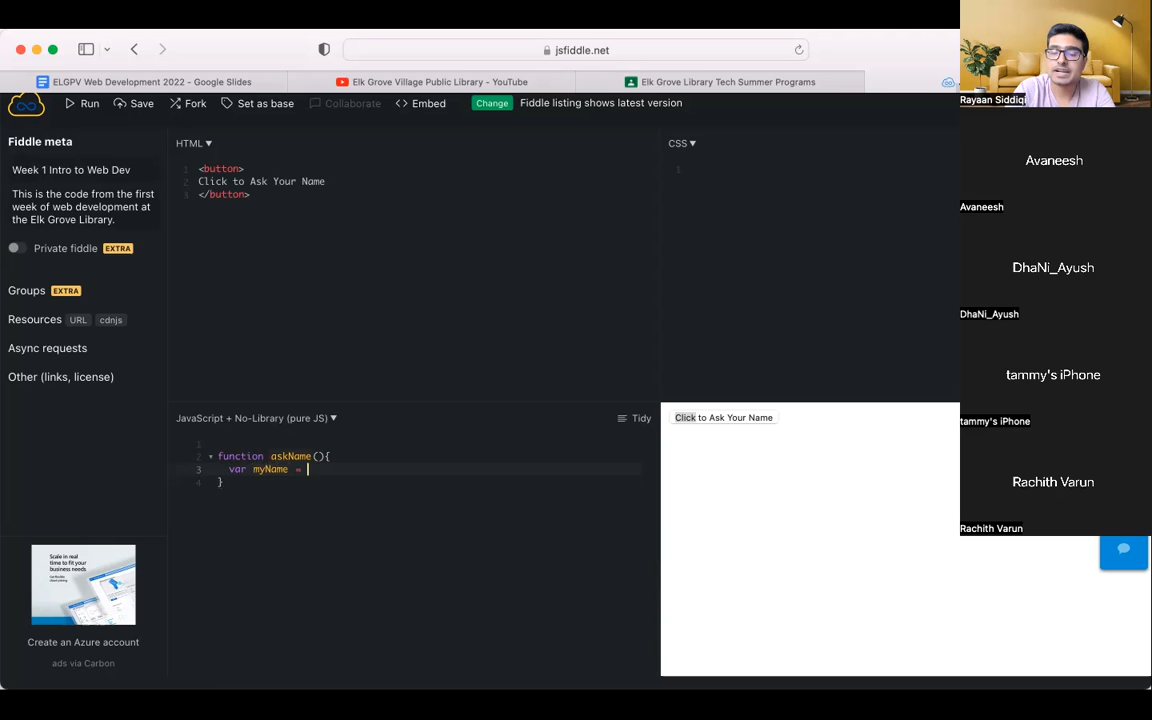 jsfiddle.net
ELGPV Web Development 2022 - Google Slides
Elk Grove Village Public Library - YouTube
Elk Grove Library Tech Summer Programs
Run
Save
Fork
Set as base
Collaborate
Embed
Change
Fiddle listing shows latest version
Fiddle meta
Week 1 Intro to Web Dev
This is the code from the first
week of web development at
the Elk Grove Library.
Private fiddle EXTRA
Groups EXTRA
Resources URL cdnjs
Async requests
Other (links, license)
HTML ▼
1 <button>
2 Click to Ask Your Name
3 </button>
CSS ▼
1
JavaScript + No-Library (pure JS) ▼
Tidy
1
2 function askName(){
3 var myName =
4 }
Click to Ask Your Name
Scale in real
time to fit your
business needs
Create an Azure account
ads via Carbon
Rayaan Siddiqi
Avaneesh
Avaneesh
DhaNi_Ayush
DhaNi_Ayush
tammy's iPhone
tammy's iPhone
Rachith Varun
Rachith Varun